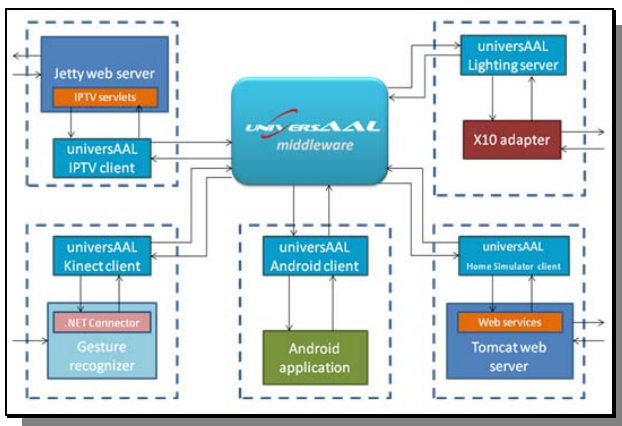 Jetty web server
IPTV servlets
universAAL
IPTV client
UNIVERSAAL
middleware
universAAL
Lighting server
X10 adapter
universAAL
Kinect client
.NET Connector
Gesture
recognizer
universAAL
Android client
Android
application
universAAL
Home Simulator client
Web services
Tomcat web
server